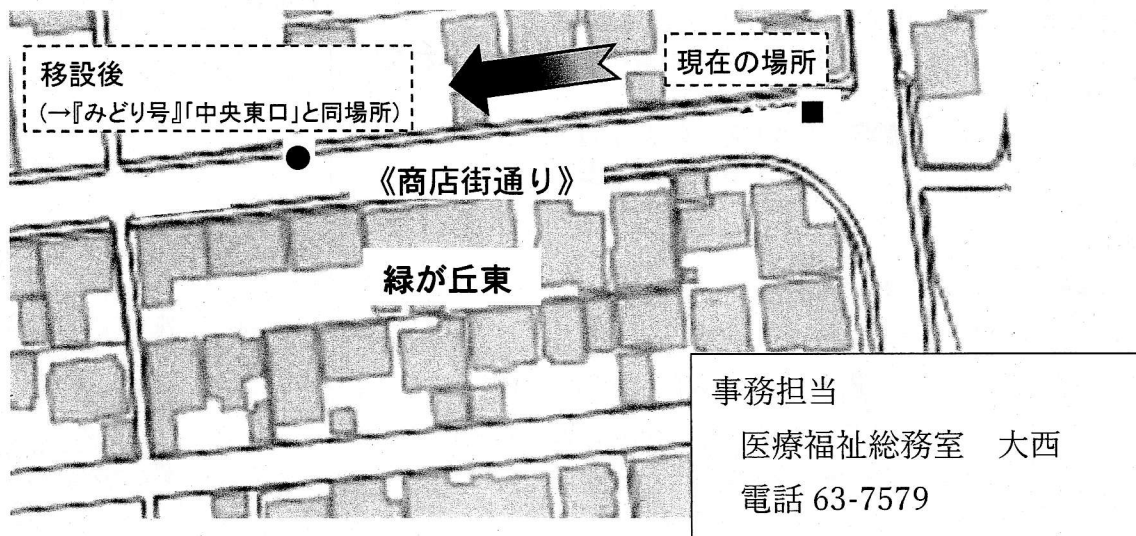 移設後
(→『みどり号』「中央東口」と同場所)
現在の場所
《商店街通り》
緑が丘東
事務担当
医療福祉総務室　大西
電話 63-7579